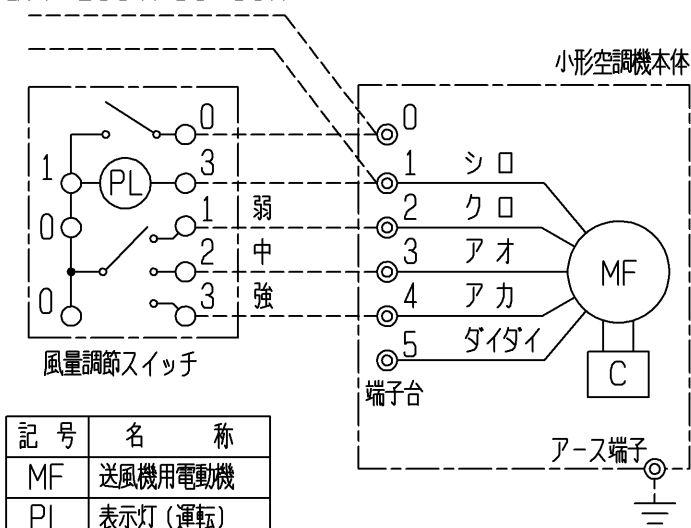 小形空調機本体
0
3
1
2
3
1
0
0
PL
弱
中
強
風量調節スイッチ
0
1 シロ
2 クロ
3 アオ
4 アカ
5 ダイダイ
MF
C
端子台
アース端子
記号 名称
MF 送風機用電動機
PL 表示灯(運転)